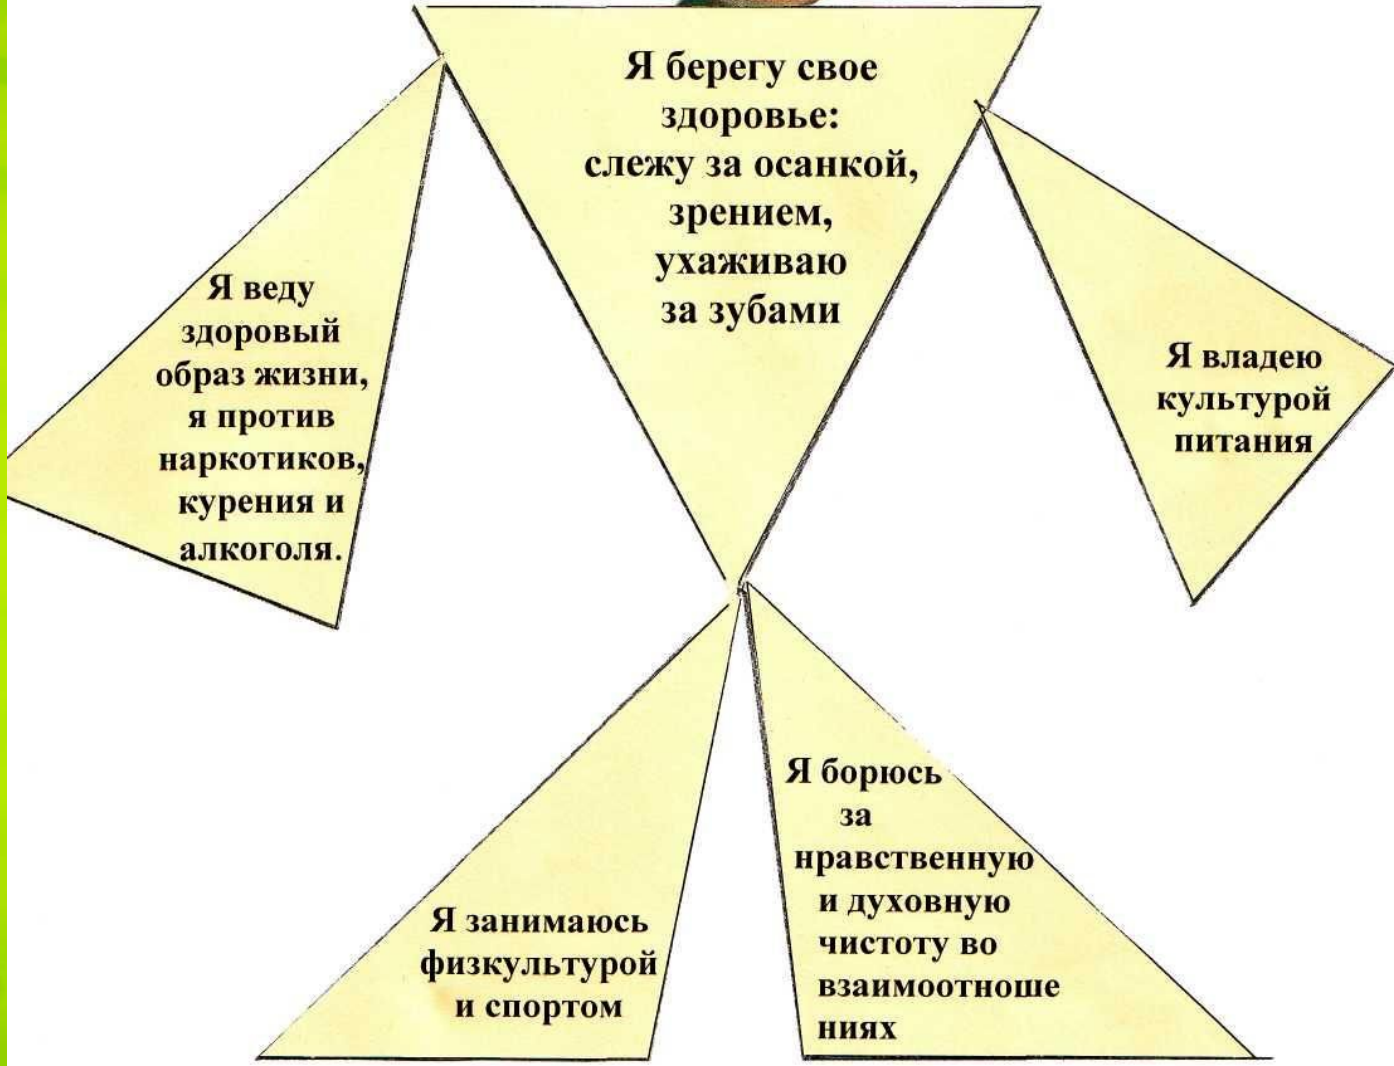 Я берегу свое
здоровье:
слежу за осанкой,
зрением,
ухаживаю
за зубами
Я веду
здоровый
образ жизни,
я против
наркотиков,
курения и
алкоголя.
Я владею
культурой
питания
Я занимаюсь
физкультурой
и спортом
Я борюсь
за
нравственную
и духовную
чистоту во
взаимоотноше
ниях